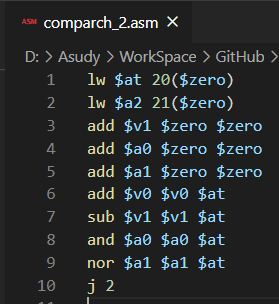 ASM comparch_2.asm ×
D: > Asudy > WorkSpace > GitHub >
1 lw $at 20($zero)
2 lw $a2 21($zero)
3 add $v1 $zero $zero
4 add $a0 $zero $zero
5 add $a1 $zero $zero
6 add $v0 $v0 $at
7 sub $v1 $v1 $at
8 and $a0 $a0 $at
9 nor $a1 $a1 $at
10 j 2
11